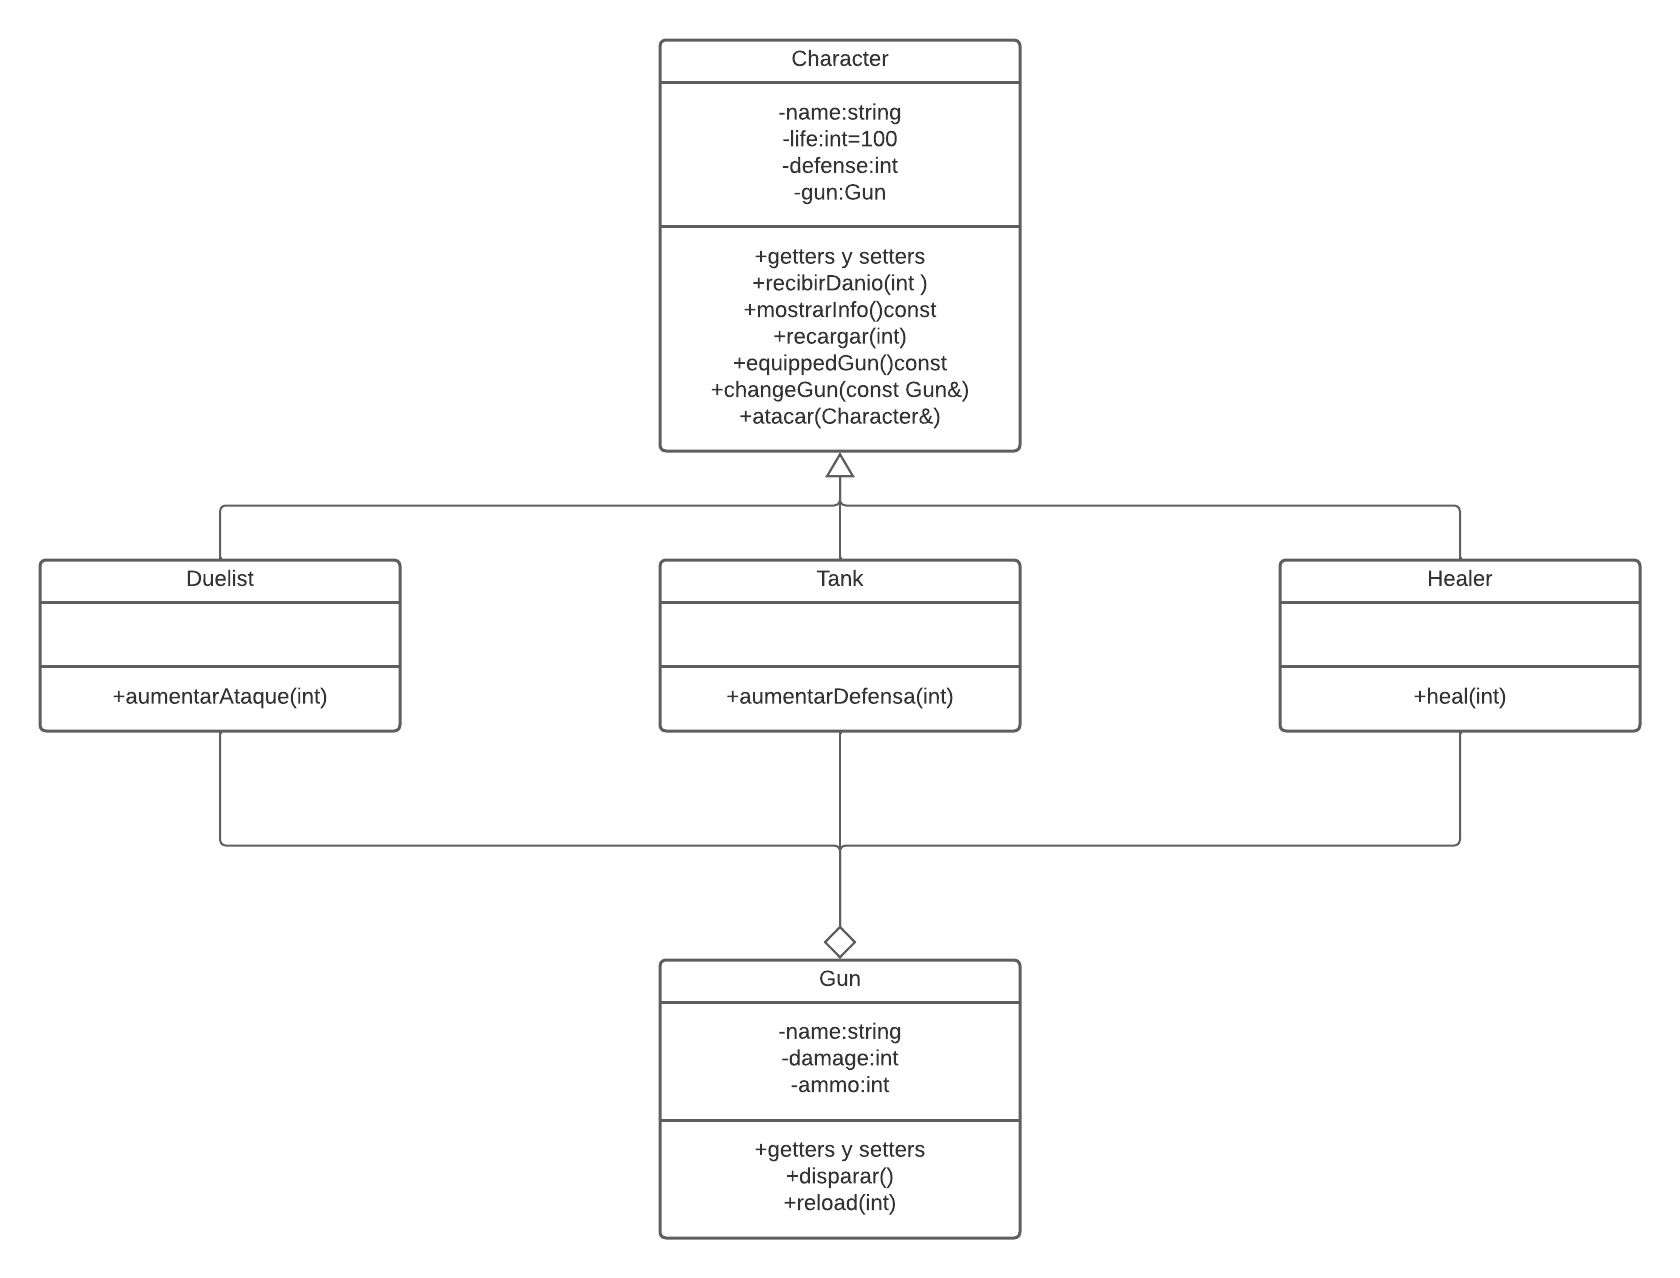 Character
-name:string
-life:int=100
-defense:int
-gun:Gun
+getters y setters
+recibirDanio(int )
+mostrarInfo()const
+recargar(int)
+equippedGun()const
+changeGun(const Gun&)
+atacar(Character&)
Duelist
+aumentarAtaque(int)
Tank
+aumentarDefensa(int)
Healer
+heal(int)
Gun
-name:string
-damage:int
-ammo:int
+getters y setters
+disparar()
+reload(int)